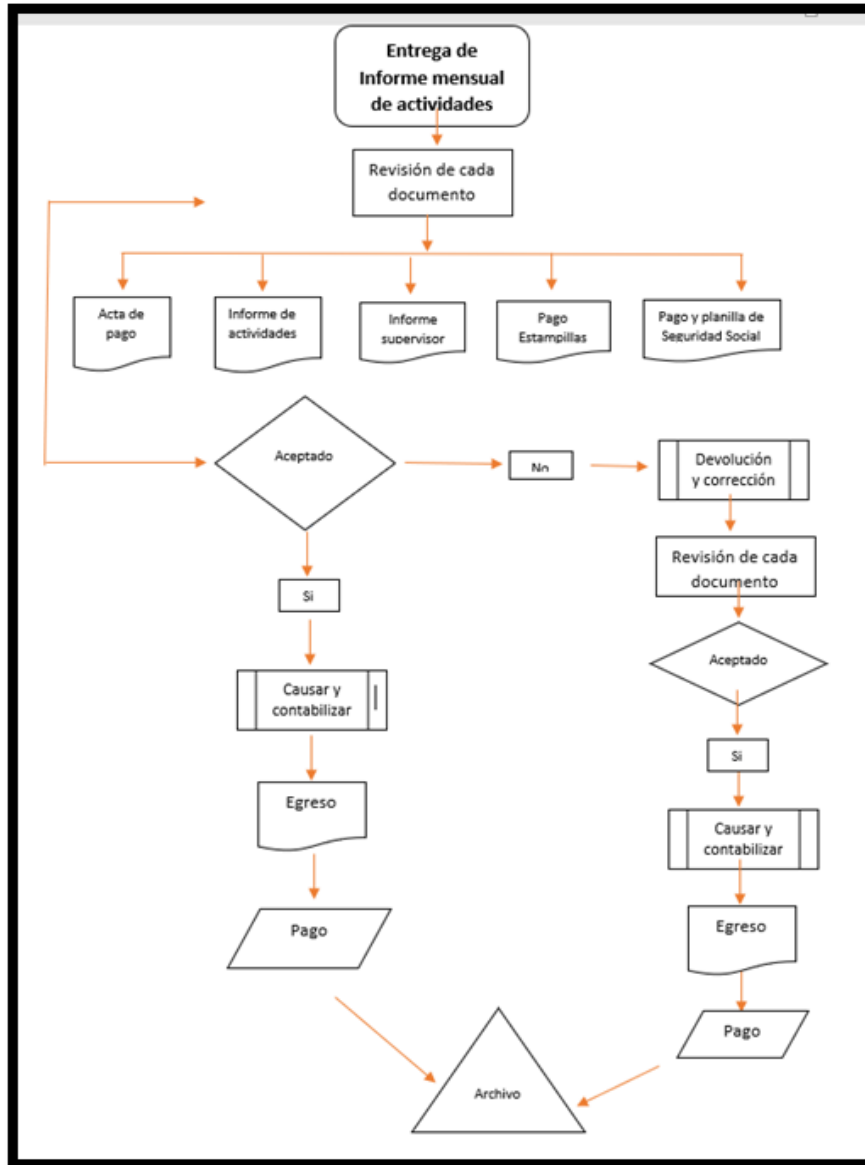 Entrega de
Informe mensual
de actividades
Revisión de cada
documento
Acta de
pago
Informe de
actividades
Informe
supervisor
Pago
Estampillas
Pago y planilla de
Seguridad Social
Aceptado
No
Devolución
y corrección
Revisión de cada
documento
Si
Aceptado
Causar y
contabilizar
Si
Egreso
Causar y
contabilizar
Pago
Egreso
Pago
Archivo